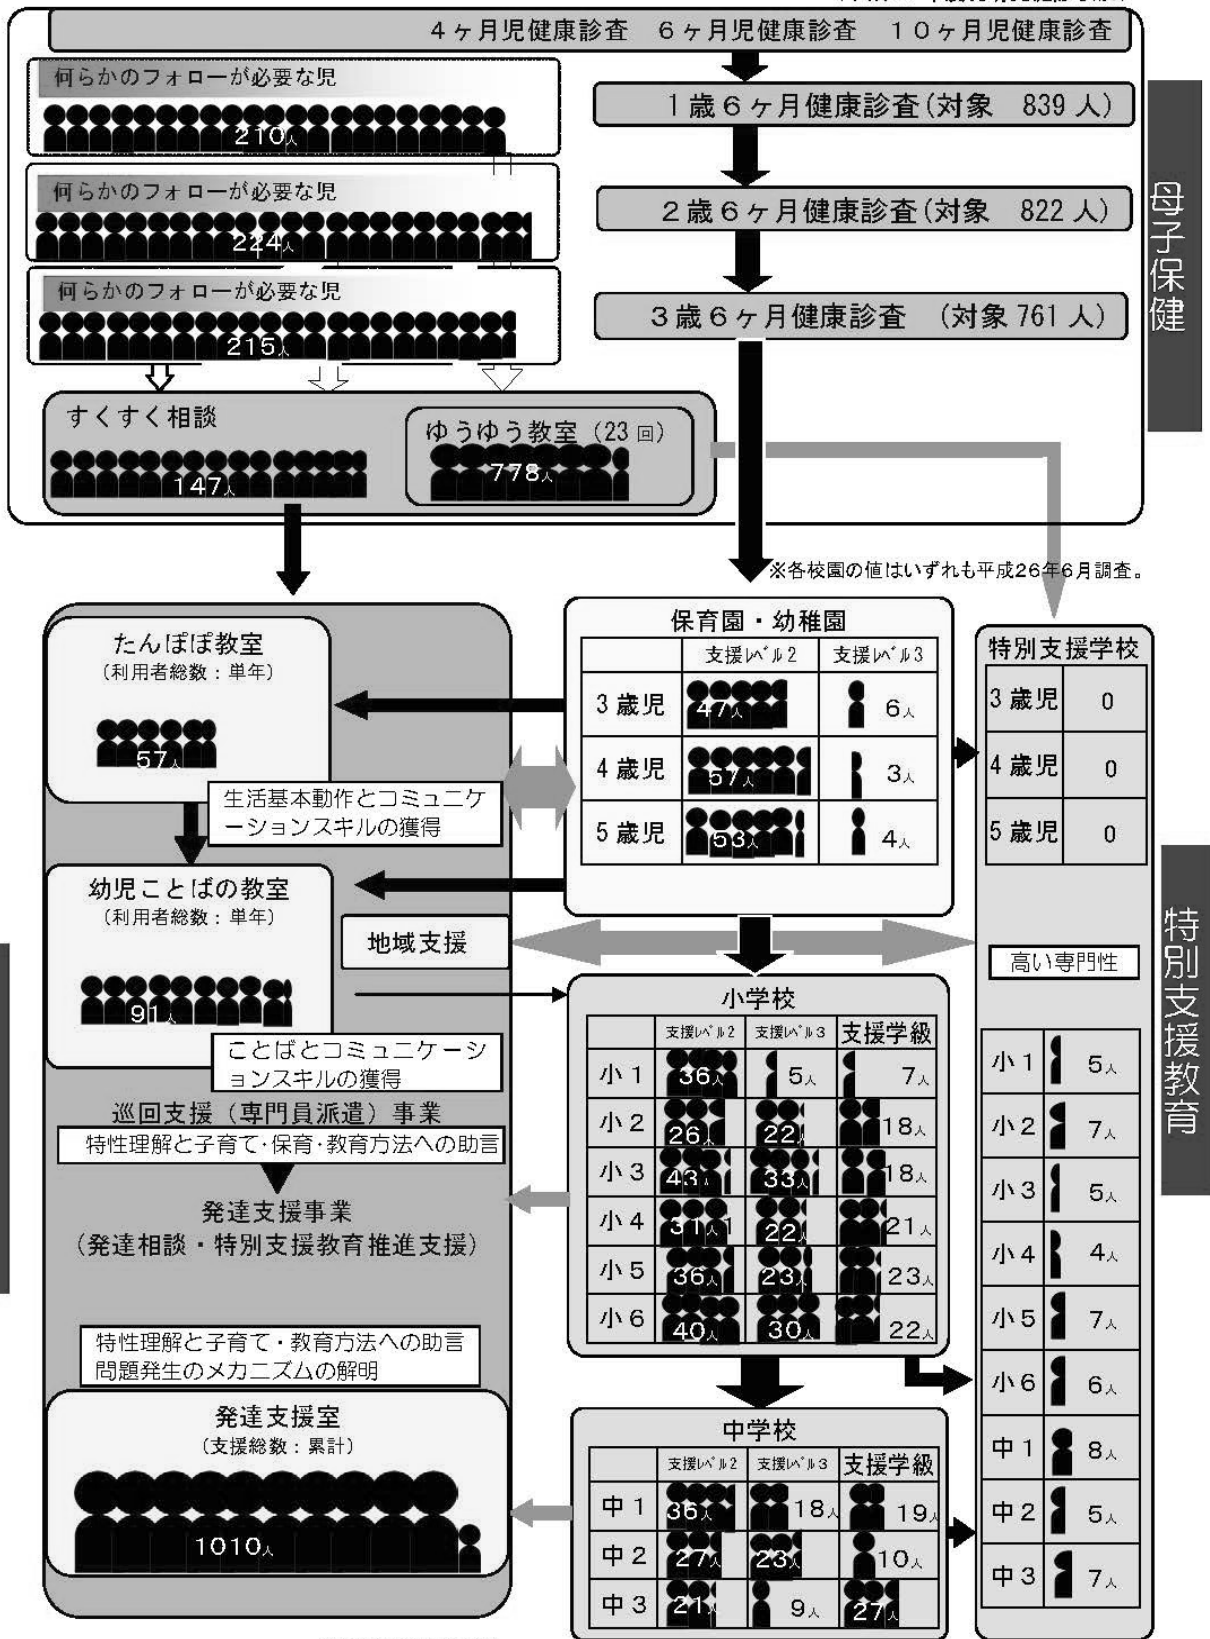 4ヶ月児健康診査 6ヶ月児健康診査 10ヶ月児健康診査
何らかのフォローが必要な児
210人
1歳6ヶ月健康診査(対象 839人)
何らかのフォローが必要な児
224人
2歳6ヶ月健康診査(対象 822人)
何らかのフォローが必要な児
215人
3歳6ヶ月健康診査 (対象761人)
母子保健
すくすく相談
147人
ゆうゆう教室(23回)
778人
※各校園の値はいずれも平成26年6月調査。
たんぽぽ教室
(利用者総数:単年)
57人
生活基本動作とコミュニケ
ーションスキルの獲得
幼児ことばの教室
(利用者総数:単年)
91人
地域支援
ことばとコミュニケーシ
ョンスキルの獲得
巡回支援(専門員派遣)事業
特性理解と子育て・保育・教育方法への助言
発達支援事業
(発達相談・特別支援教育推進支援)
特性理解と子育て・教育方法への助言
問題発生のメカニズムの解明
発達支援室
(支援総数:累計)
1010人
保育園・幼稚園
支援レベル2 支援レベル3
3歳児 47人 6人
4歳児 57人 3人
5歳児 53人 4人
小学校
支援レベル2 支援レベル3 支援学級
小1 36人 5人 7人
小2 26人 22人 18人
小3 43人 33人 18人
小4 31人 22人 21人
小5 36人 23人 23人
小6 40人 30人 22人
中学校
支援レベル2 支援レベル3 支援学級
中1 36人 18人 19人
中2 27人 23人 10人
中3 21人 9人 27人
特別支援学校
3歳児 0
4歳児 0
5歳児 0
高い専門性
小1 5人
小2 7人
小3 5人
小4 4人
小5 7人
小6 6人
中1 8人
中2 5人
中3 7人
特別支援教育